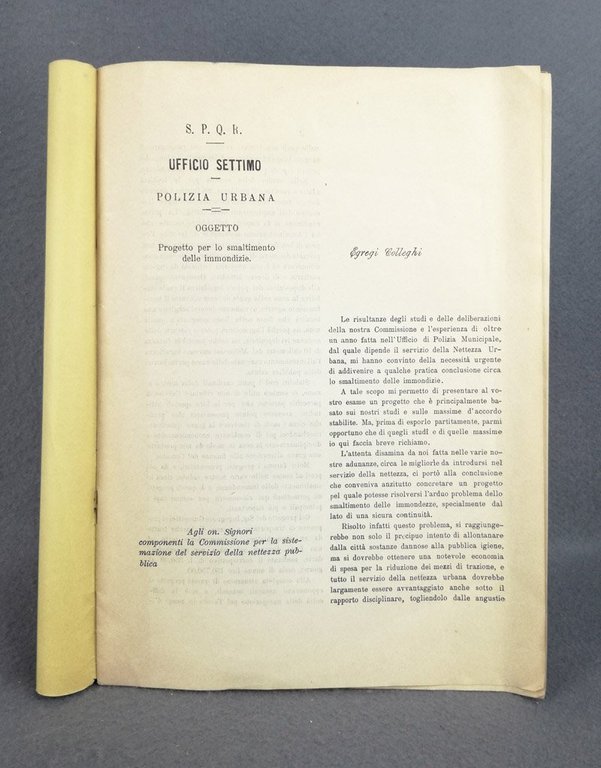 S. P. Q. R.
UFFICIO SETTIMO
POLIZIA URBANA
OGGETTO
Progetto per lo smaltimento
delle immondizie.
Agli on. Signori
componenti la Commissione per la siste-
mazione del servizio della nettezza pub-
blica
Egregi Colleghi
Le risultanze degli studi e delle deliberazioni
della nostra Commissione e l'esperienza di oltre
un anno fatta nell'Ufficio di Polizia Municipale,
dal quale dipende il servizio della Nettezza Ur-
bana, mi hanno convinto della necessità urgente
di addivenire a qualche pratica conclusione circa
lo smaltimento delle immondizie.
A tale scopo mi permetto di presentare al vo-
stro esame un progetto che è principalmente
basato sui nostri studi e sulle massime d'accordo
stabilite. Ma, prima di esporlo partitamente, parmi
opportuno che di quegli studî e di quelle massime
io qui faccia breve richiamo.
L'attenta disamina da noi fatta nelle varie no-
stre adunanze, circa le migliorìe da introdursi nel
servizio della nettezza, ci portò alla conclusione
che conveniva anzitutto concretare un progetto
pel quale potesse risolversi l'arduo problema dello
smaltimento delle immondezze, specialmente dal
lato di una sicura continuità.
Risolto infatti questo problema, si raggiunge-
rebbe non solo il precipuo intento di allontanare
dalla città sostanze dannose alla pubblica igiene,
ma si dovrebbe ottenere una notevole economia
di spesa per la riduzione dei mezzi di trazione, e
tutto il servizio della nettezza urbana dovrebbe
largamente essere avvantaggiato anche sotto il
rapporto disciplinare, togliendolo dalle angustie